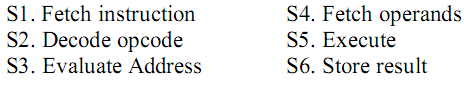 S1. Fetch instruction S4. Fetch operands
S2. Decode opcode S5. Execute
S3. Evaluate Address S6. Store result